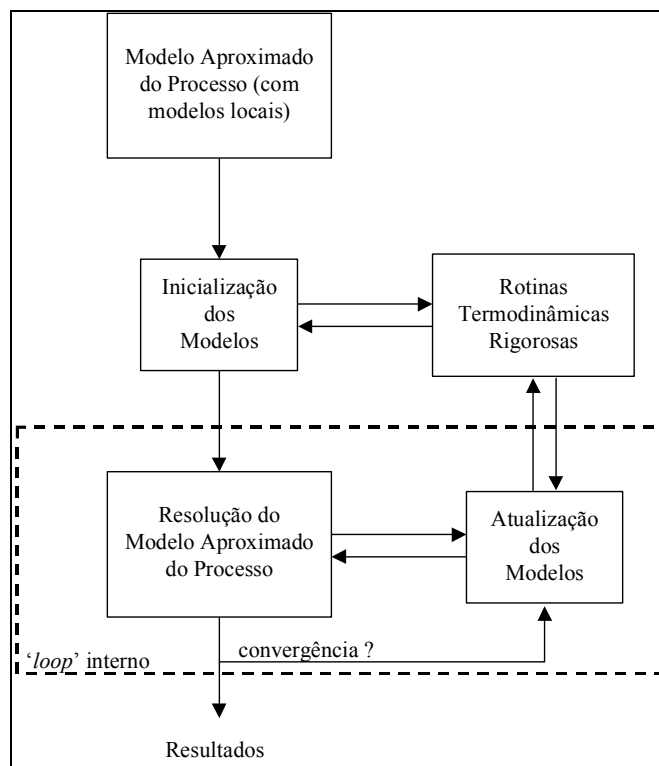 Modelo Aproximado
do Processo (com
modelos locais)
Inicialização
dos
Modelos
Rotinas
Termodinâmicas
Rigorosas
Resolução do
Modelo Aproximado
do Processo
Atualização
dos
Modelos
'loop' interno
convergência ?
Resultados